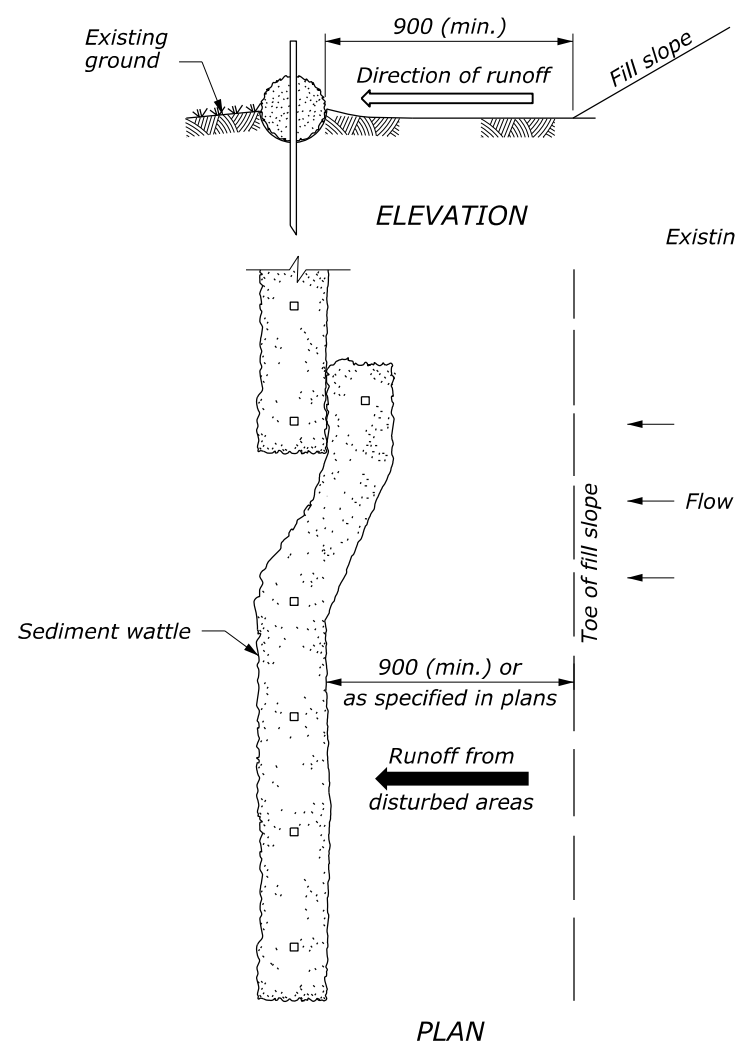 900 (min.)
Existing
ground
Direction of runoff
Fill slope
ELEVATION
Existin
Flow
Toe of fill slope
Sediment wattle
900 (min.) or
as specified in plans
Runoff from
disturbed areas
PLAN